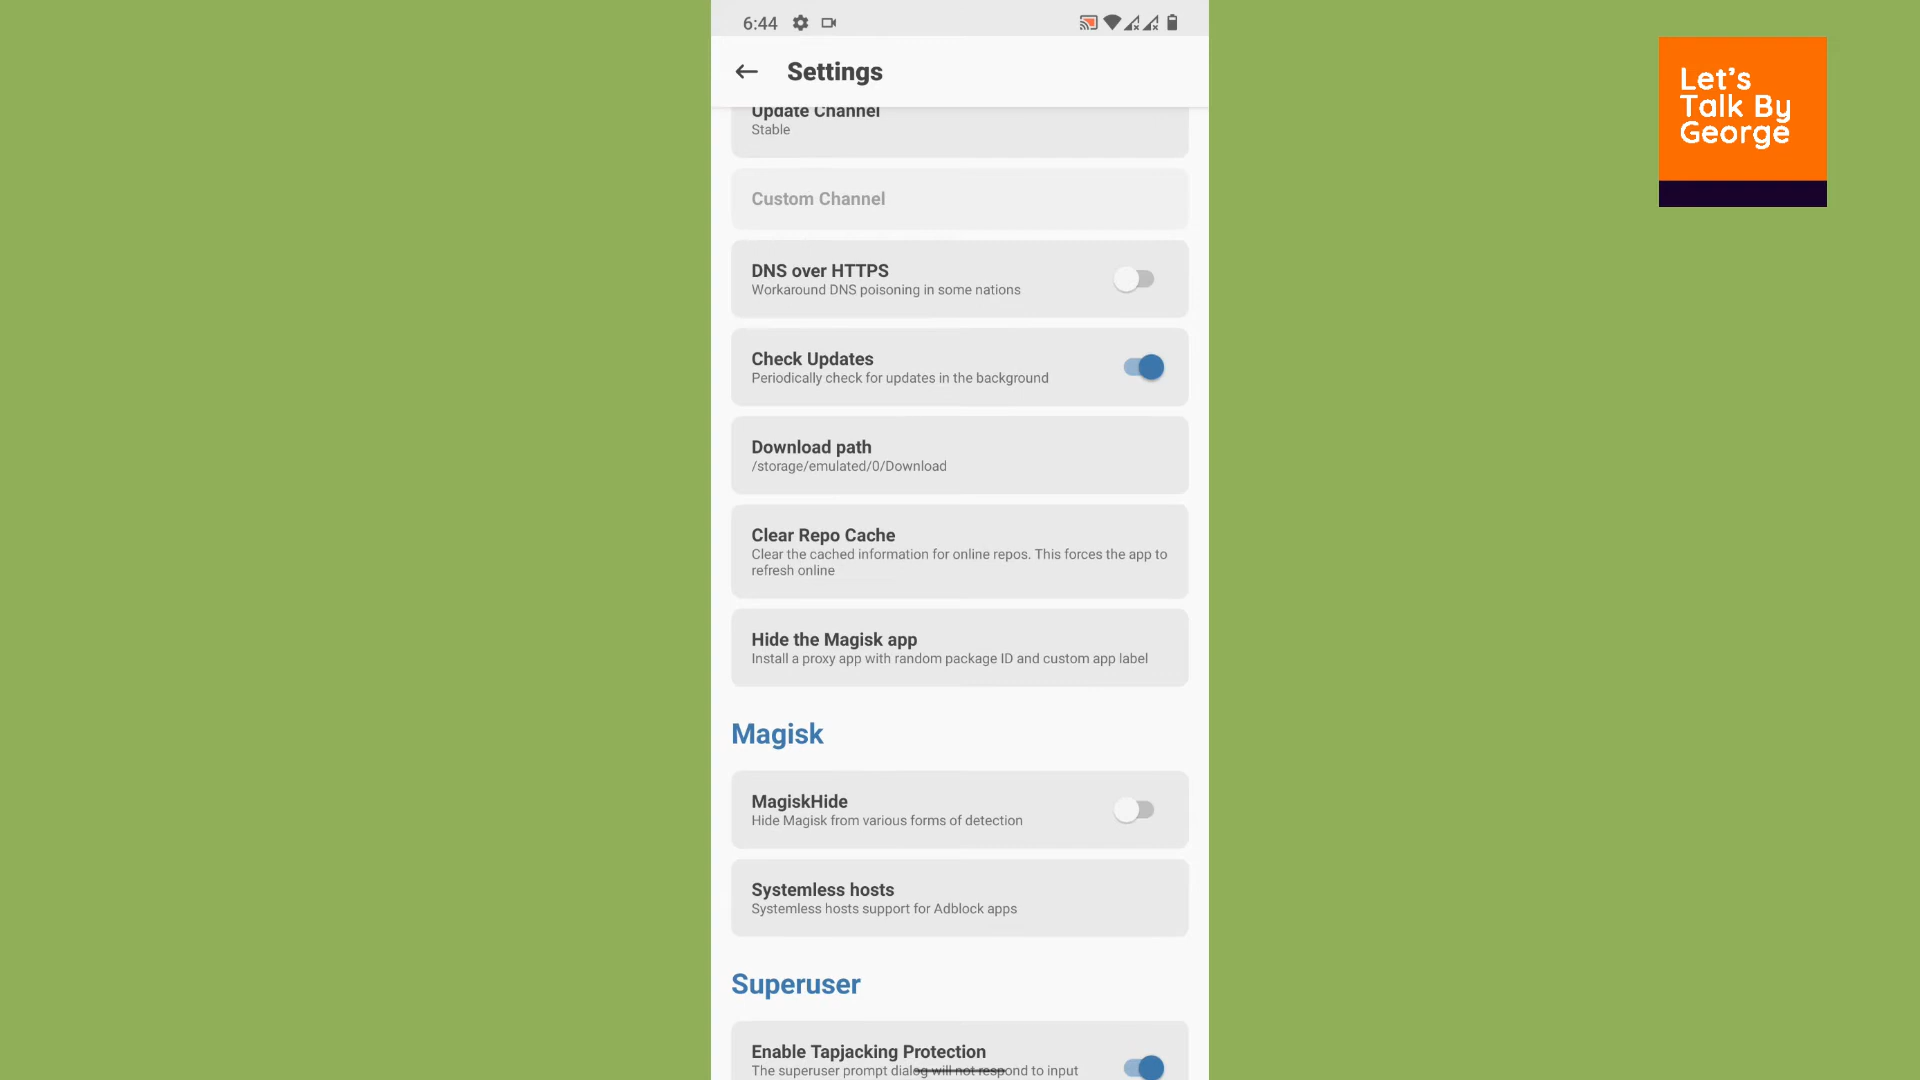 6:44
Settings
Update Channel
Stable
Custom Channel
DNS over HTTPS
Workaround DNS poisoning in some nations
Check Updates
Periodically check for updates in the background
Download path
/storage/emulated/0/Download
Clear Repo Cache
Clear the cached information for online repos. This forces the app to
refresh online
Hide the Magisk app
Install a proxy app with random package ID and custom app label
Magisk
MagiskHide
Hide Magisk from various forms of detection
Systemless hosts
Systemless hosts support for Adblock apps
Superuser
Enable Tapjacking Protection
The superuser prompt dialog will not respond to input
Let's
Talk By
George